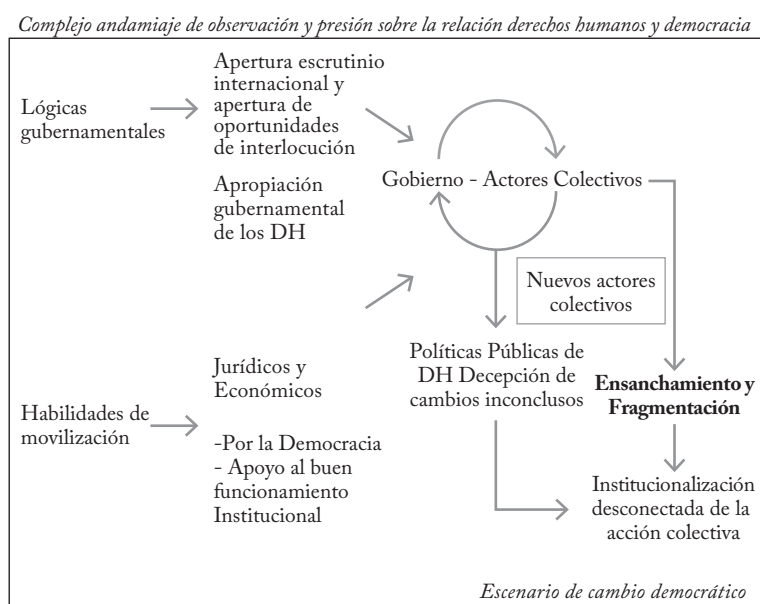 Complejo andamiaje de observación y presión sobre la relación derechos humanos y democracia
Lógicas
gubernamentales
Apertura escrutinio
internacional y
apertura de
oportunidades
de interlocución
Apropiación
gubernamental
de los DH
Gobierno - Actores Colectivos
Nuevos actores
colectivos
Habilidades de
movilización
Jurídicos y
Económicos
-Por la Democracia
- Apoyo al buen
funcionamiento
Institucional
Políticas Públicas de
DH Decepción de
cambios inconclusos
Ensanchamiento y
Fragmentación
Institucionalización
desconectada de la
acción colectiva
Escenario de cambio democrático